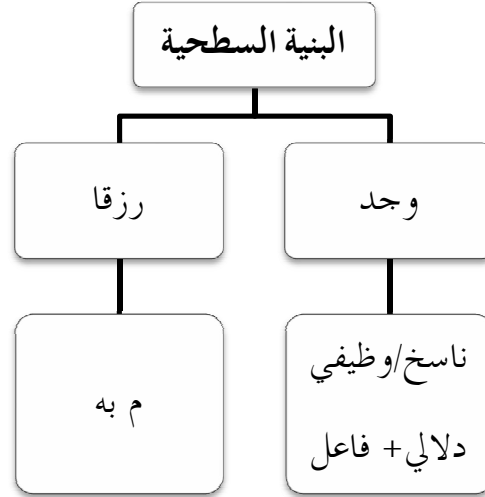 البنية السطحية
وجد
رزقا
ناسخ/وظيفي
دلالي+ فاعل
م به